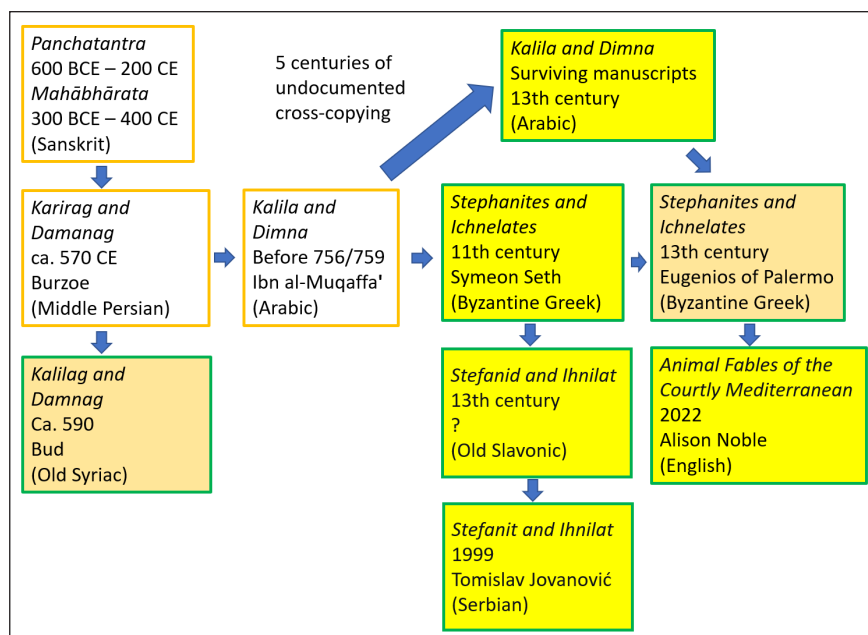 Panchatantra
600 BCE – 200 CE
Mahābhārata
300 BCE – 400 CE
(Sanskrit)
5 centuries of
undocumented
cross-copying
Kalila and Dimna
Surviving manuscripts
13th century
(Arabic)
Karirag and
Damanag
ca. 570 CE
Burzoe
(Middle Persian)
Kalila and
Dimna
Before 756/759
Ibn al-Muqaffa'
(Arabic)
Stephanites and
Ichnelates
11th century
Symeon Seth
(Byzantine Greek)
Stephanites and
Ichnelates
13th century
Eugenios of Palermo
(Byzantine Greek)
Kalilag and
Damnag
Ca. 590
Bud
(Old Syriac)
Stefanid and Ihnilat
13th century
?
(Old Slavonic)
Animal Fables of the
Courtly Mediterranean
2022
Alison Noble
(English)
Stefanit and Ihnilat
1999
Tomislav Jovanović
(Serbian)